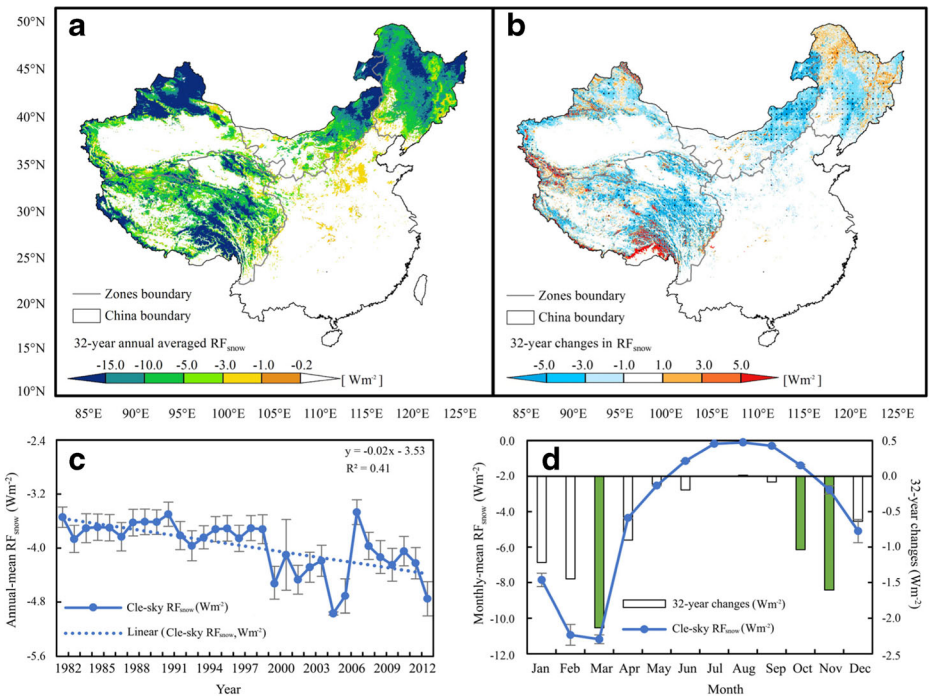 a
50°N
45°N
40°N
35°N
30°N
25°N
20°N
15°N
10°N
Zones boundary
China boundary
32-year annual averaged RFsnow
-15.0 -10.0 -5.0 -3.0 -1.0 -0.2
[ Wm-2 ]
85°E 90°E 95°E 100°E 105°E 110°E 115°E 120°E 125°E
b
50°N
45°N
40°N
35°N
30°N
25°N
20°N
15°N
10°N
Zones boundary
China boundary
32-year changes in RFsnow
-5.0 -3.0 -1.0 1.0 3.0 5.0
[Wm-2]
85°E 90°E 95°E 100°E 105°E 110°E 115°E 120°E 125°E
c
y = -0.02x - 3.53
R² = 0.41
Annual-mean RFsnow (Wm-2)
-2.4
-3.2
-4.0
-4.8
-5.6
Cle-sky RFsnow (Wm-2)
Linear (Cle-sky RFsnow, Wm-2)
1982 1985 1988 1991 1994 1997 2000 2003 2006 2009 2012
Year
d
Monthly-mean RFsnow (Wm-2)
0.0
-2.0
-4.0
-6.0
-8.0
-10.0
-12.0
0.5
0.0
-0.5
-1.0
-1.5
-2.0
-2.5
32-year changes (Wm-2)
32-year changes (Wm-2)
Cle-sky RFsnow (Wm-2)
Jan Feb Mar Apr May Jun Jul Aug Sep Oct Nov Dec
Month